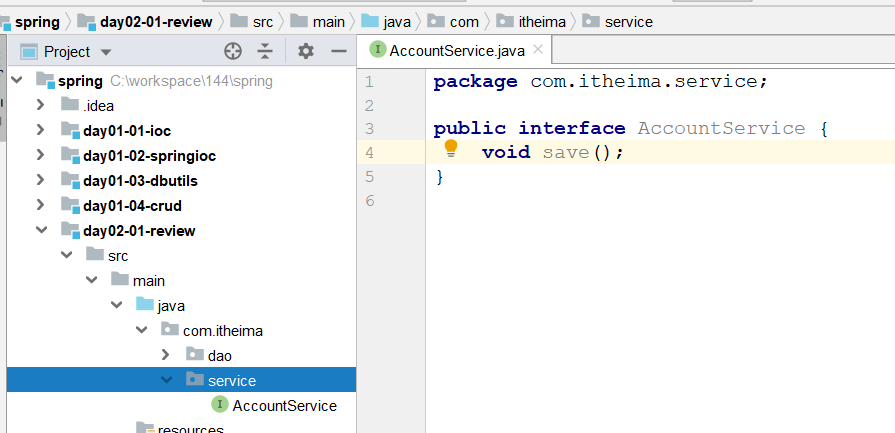 spring day02-01-review src main java com itheima service
Project
AccountService.java
spring C:\workspace\144\spring
.idea
day01-01-ioc
day01-02-springioc
day01-03-dbutils
day01-04-crud
day02-01-review
src
main
java
com.itheima
dao
service
I AccountService
resources
1 package com.itheima.service;
2
3 public interface AccountService {
4 void save();
5 }
6